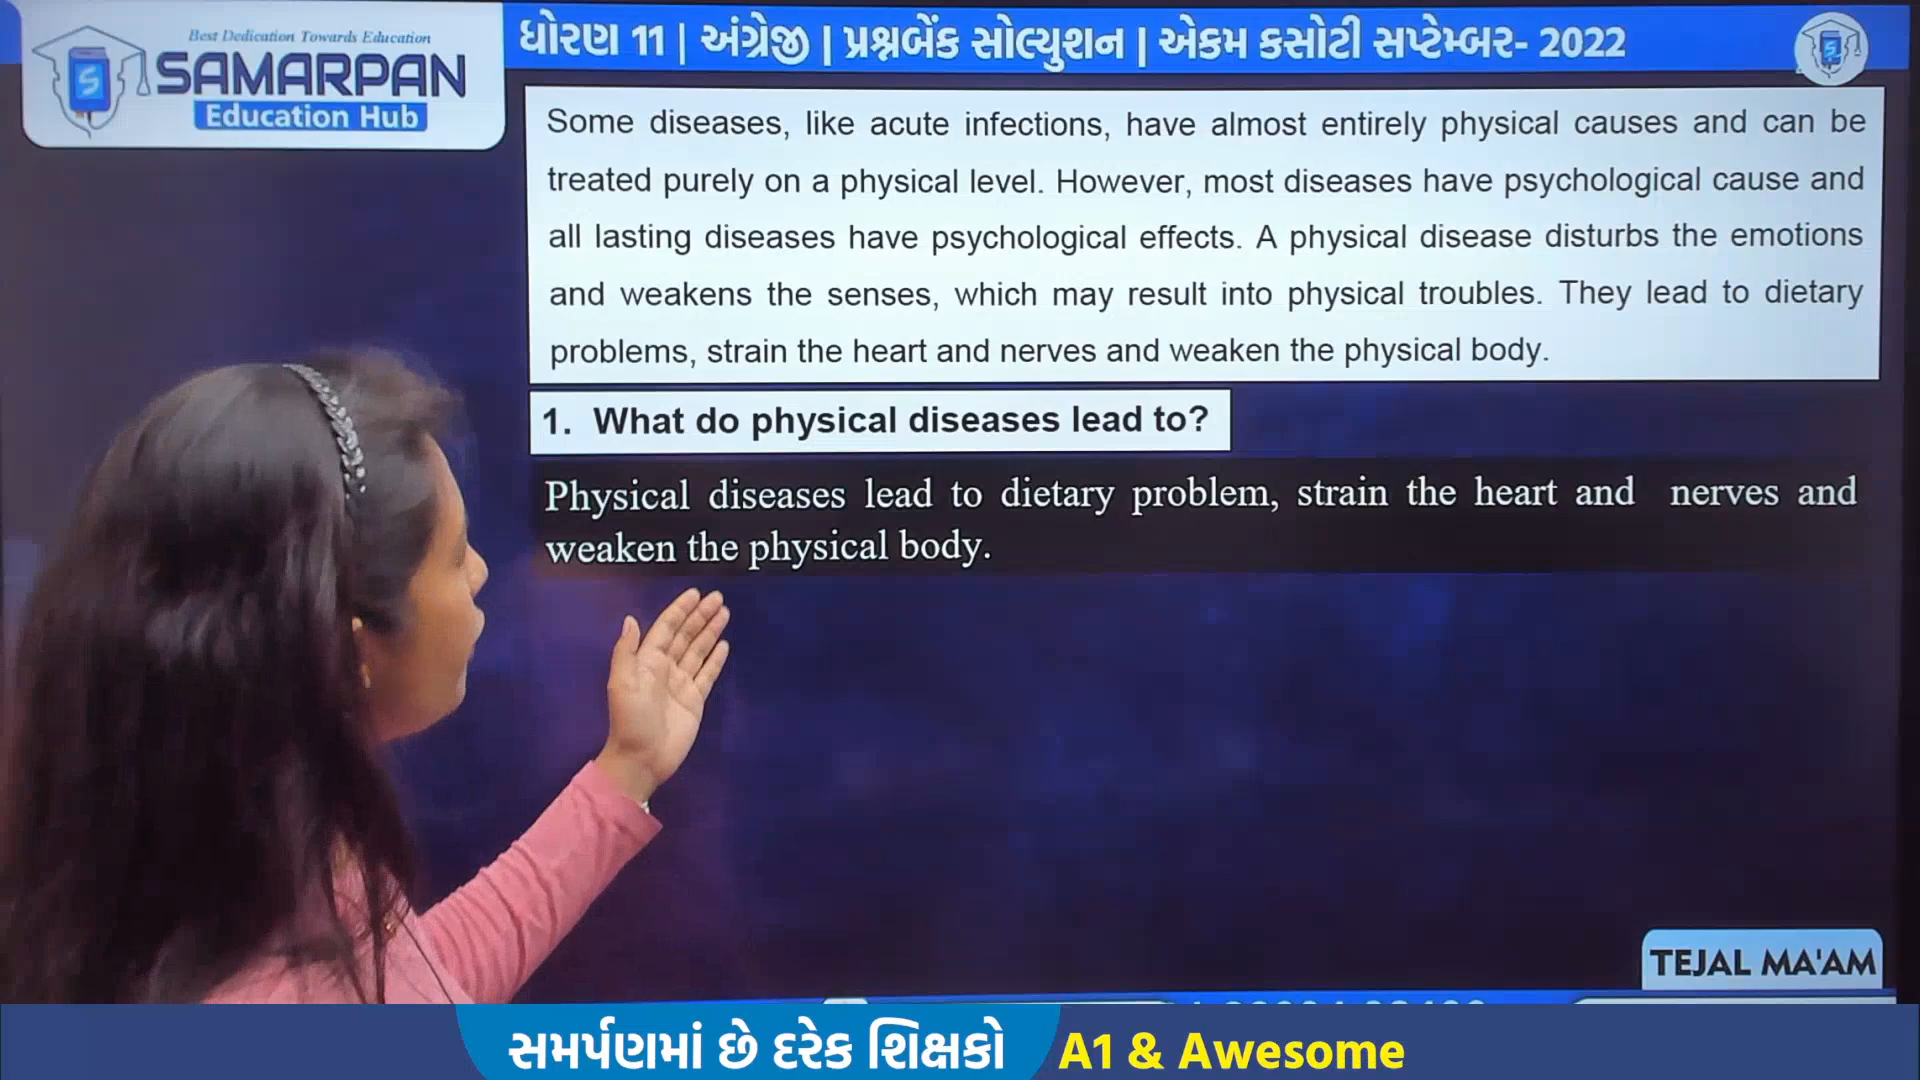 Best Dedication Towards Education
SAMARPAN
Education Hub
ધોરણ 11 | અંગ્રેજી | પ્રશ્નબેંક સોલ્યુશન | એકમ કસોટી સપ્ટેમ્બર- 2022
Some diseases, like acute infections, have almost entirely physical causes and can be
treated purely on a physical level. However, most diseases have psychological cause and
all lasting diseases have psychological effects. A physical disease disturbs the emotions
and weakens the senses, which may result into physical troubles. They lead to dietary
problems, strain the heart and nerves and weaken the physical body.
1. What do physical diseases lead to?
Physical diseases lead to dietary problem, strain the heart and nerves and
weaken the physical body.
TEJAL MA'AM
સમર્પણમાં છે દરેક શિક્ષકો A1 & Awesome